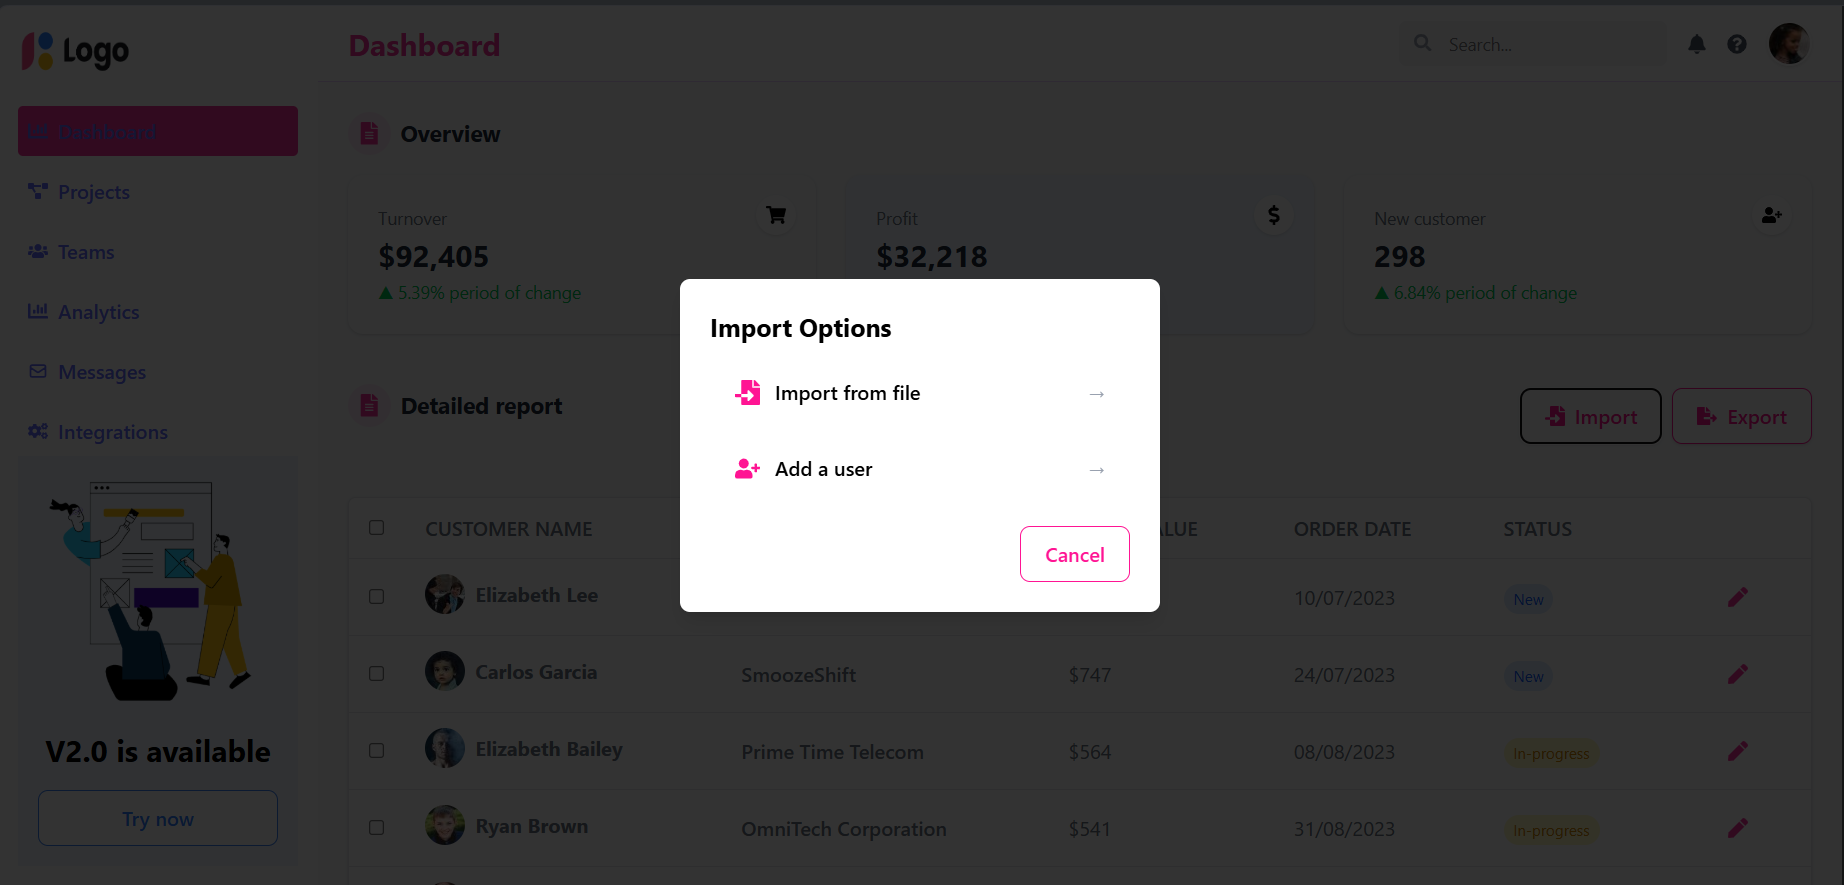 Logo
Dashboard
Search...
Dashboard
Projects
Teams
Analytics
Messages
Integrations
V2.0 is available
Try now
Overview
Turnover
$92,405
▲ 5.39% period of change
Profit
$32,218
New customer
298
▲ 6.84% period of change
Detailed report
Import
Export
Import Options
Import from file →
Add a user →
Cancel
CUSTOMER NAME ORDER DATE STATUS
Elizabeth Lee 10/07/2023 New
Carlos Garcia SmoozeShift $747 24/07/2023 New
Elizabeth Bailey Prime Time Telecom $564 08/08/2023 In-progress
Ryan Brown OmniTech Corporation $541 31/08/2023 In-progress